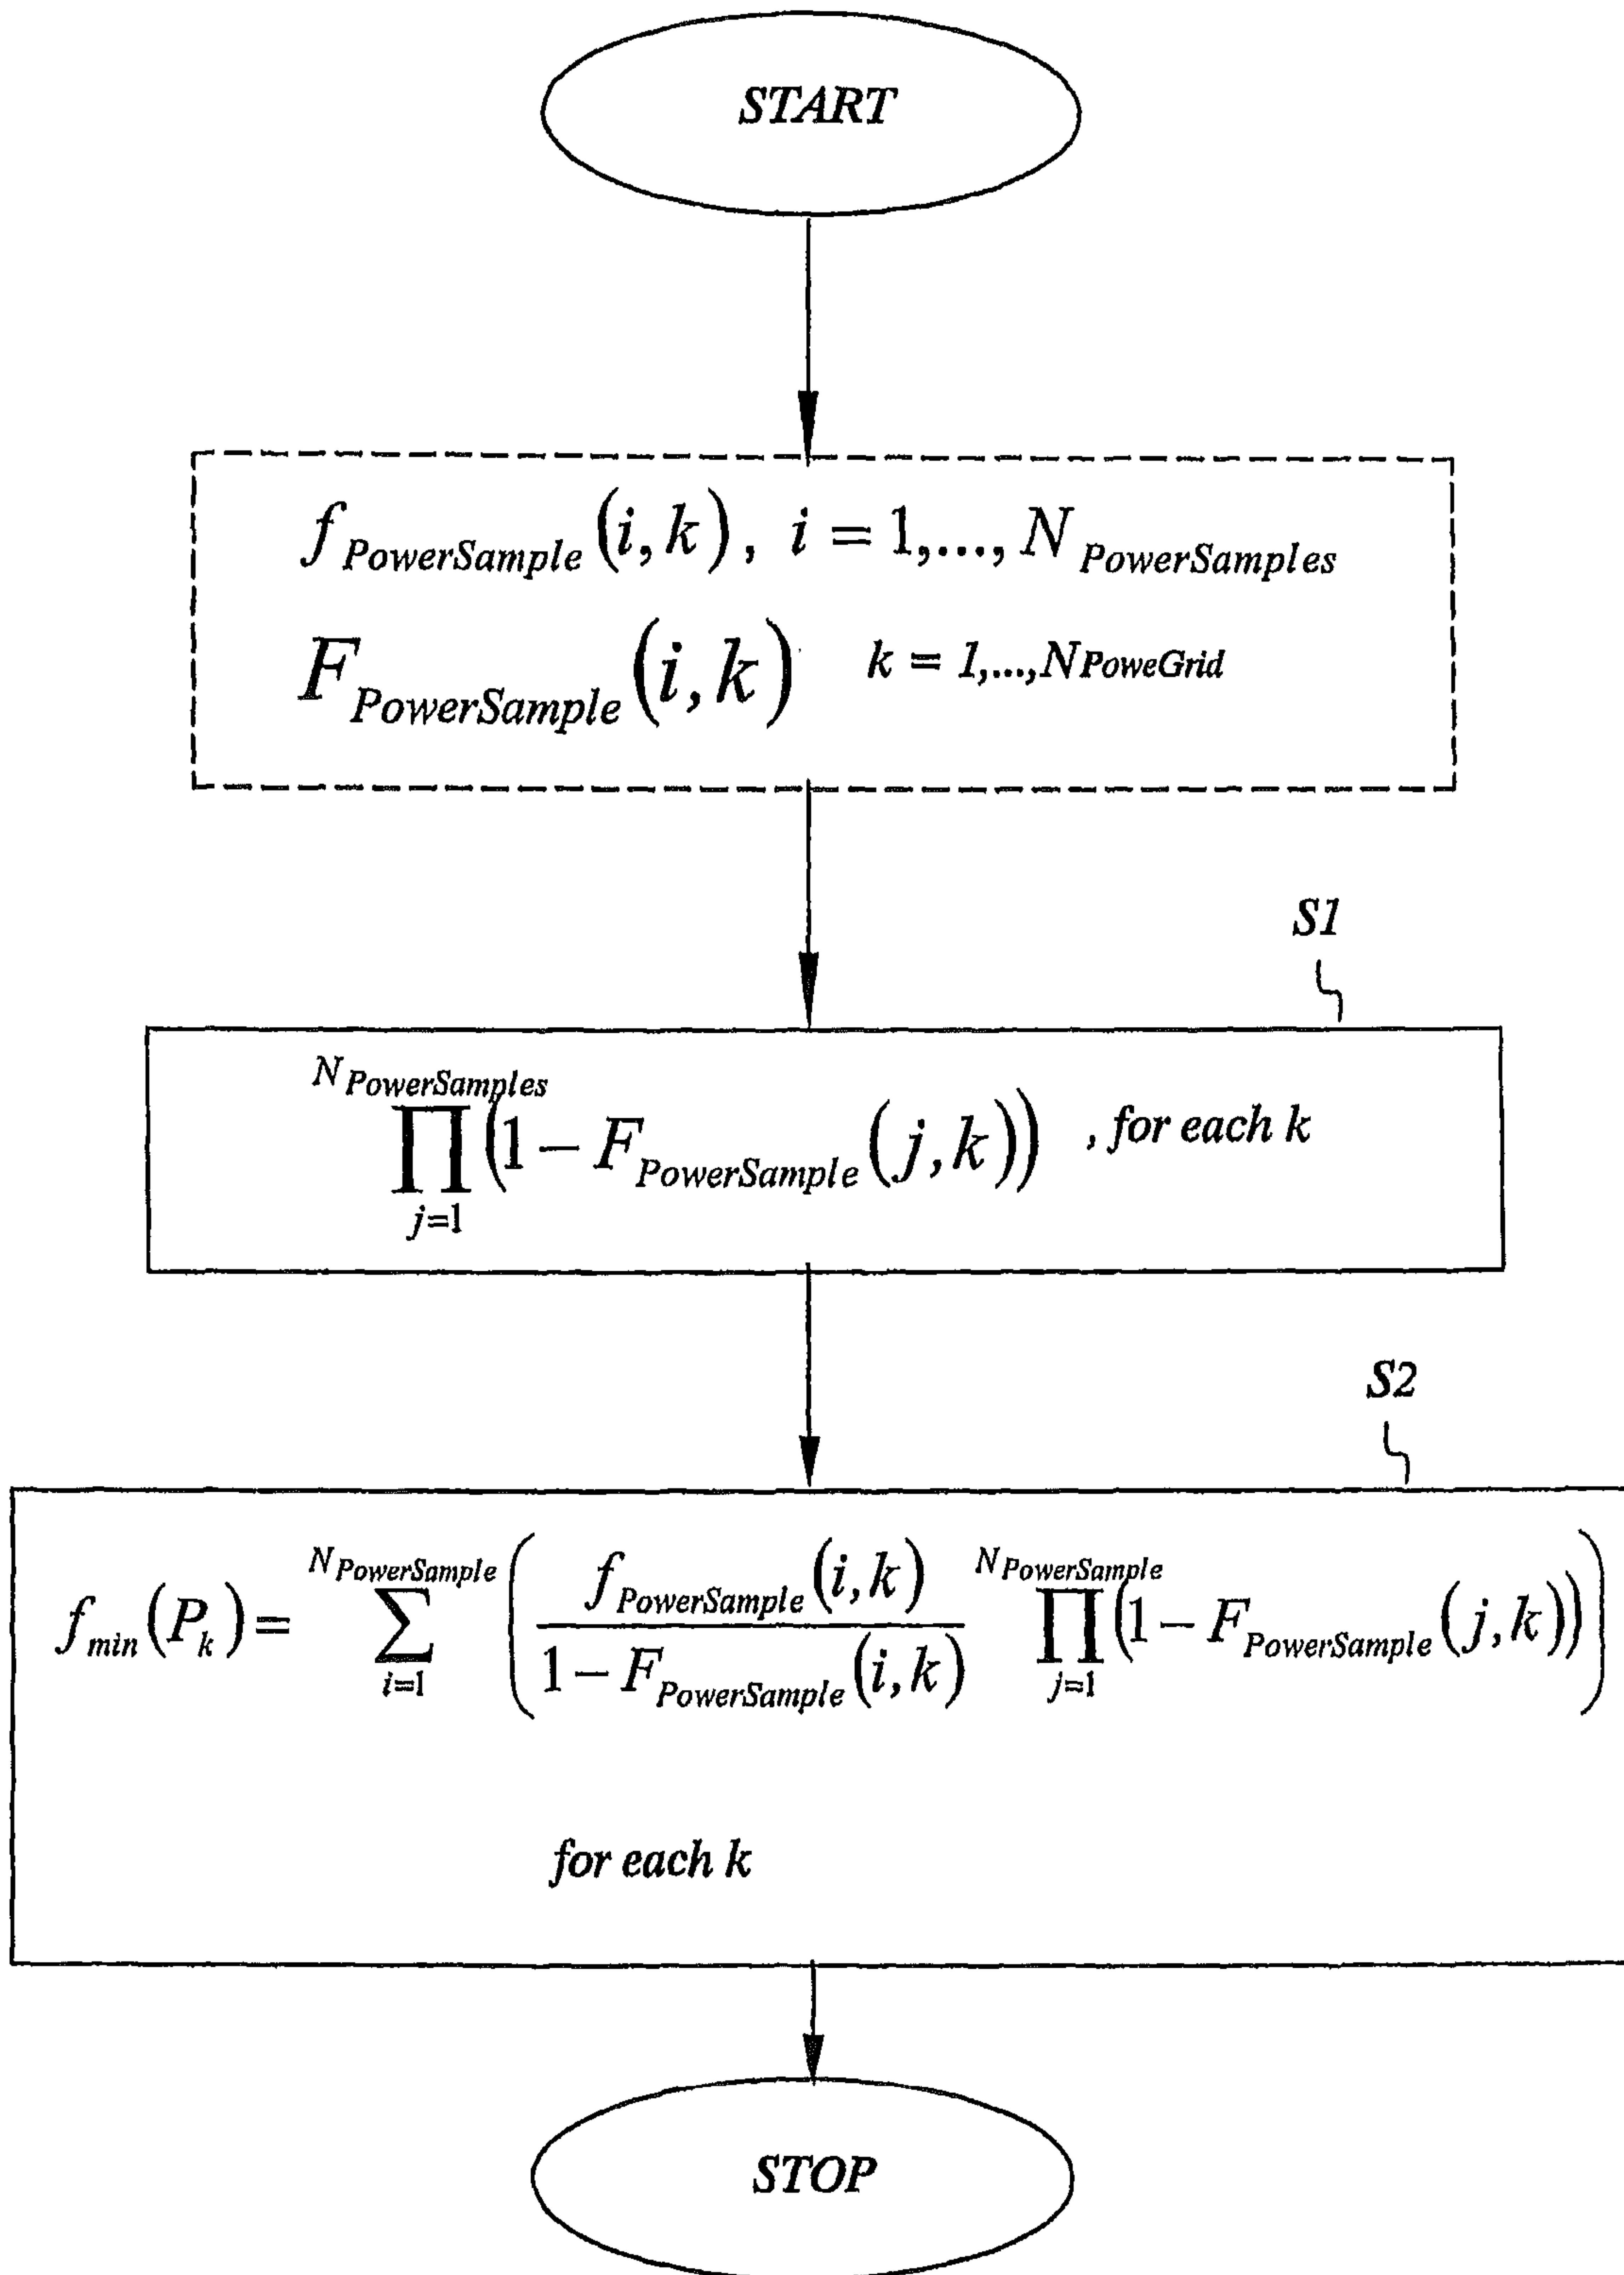 START
f_PowerSample(i,k), i = 1,..., N_PowerSamples
F_PowerSample(i,k) k = 1,...,NPoweGrid
S1
∏_{j=1}^{N_PowerSamples}(1 − F_PowerSample(j,k)) , for each k
S2
f_min(P_k) = ∑_{i=1}^{N_PowerSample}( f_PowerSample(i,k) / (1 − F_PowerSample(i,k)) ∏_{j=1}^{N_PowerSample}(1 − F_PowerSample(j,k)) )
for each k
STOP